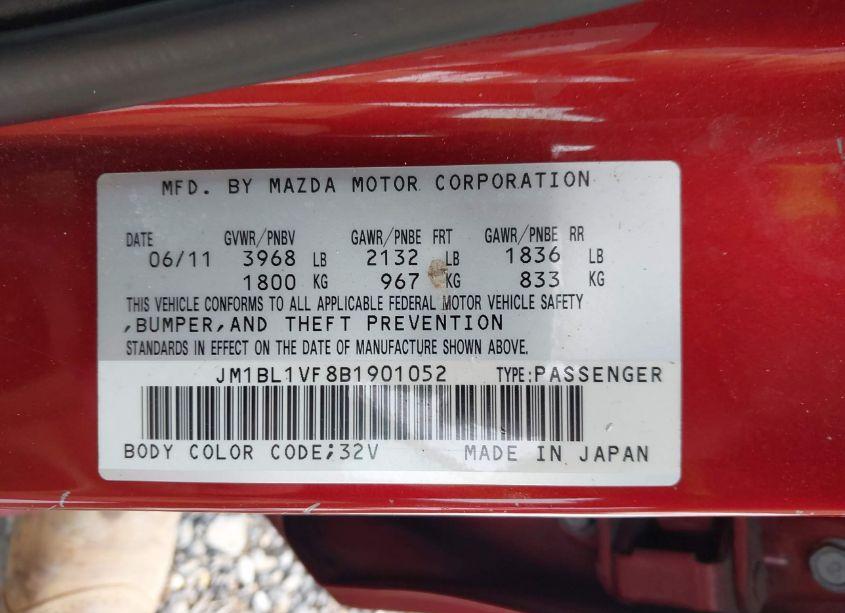 MFD. BY MAZDA MOTOR CORPORATION
DATE GVWR/PNBV GAWR/PNBE FRT GAWR/PNBE RR
06/11 3968 LB 2132 LB 1836 LB
1800 KG 967 KG 833 KG
THIS VEHICLE CONFORMS TO ALL APPLICABLE FEDERAL MOTOR VEHICLE SAFETY
,BUMPER,AND THEFT PREVENTION
STANDARDS IN EFFECT ON THE DATE OF MANUFACTURE SHOWN ABOVE.
JM1BL1VF8B1901052 TYPE:PASSENGER
BODY COLOR CODE;32V MADE IN JAPAN